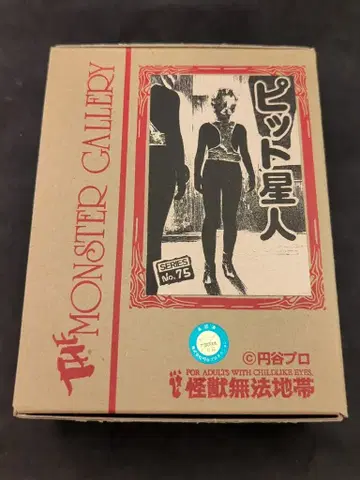 THE MONSTER GALLERY
ピット星人
SERIES
No.75
©円谷プロ
FOR ADULTS WITH CHILDLIKE EYES.
怪獣無法地帯